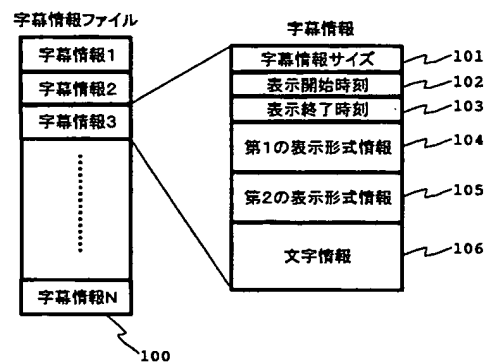 字幕情報ファイル
字幕情報1
字幕情報2
字幕情報3
字幕情報N
100
字幕情報
字幕情報サイズ
101
表示開始時刻
102
表示終了時刻
103
第1の表示形式情報
104
第2の表示形式情報
105
文字情報
106